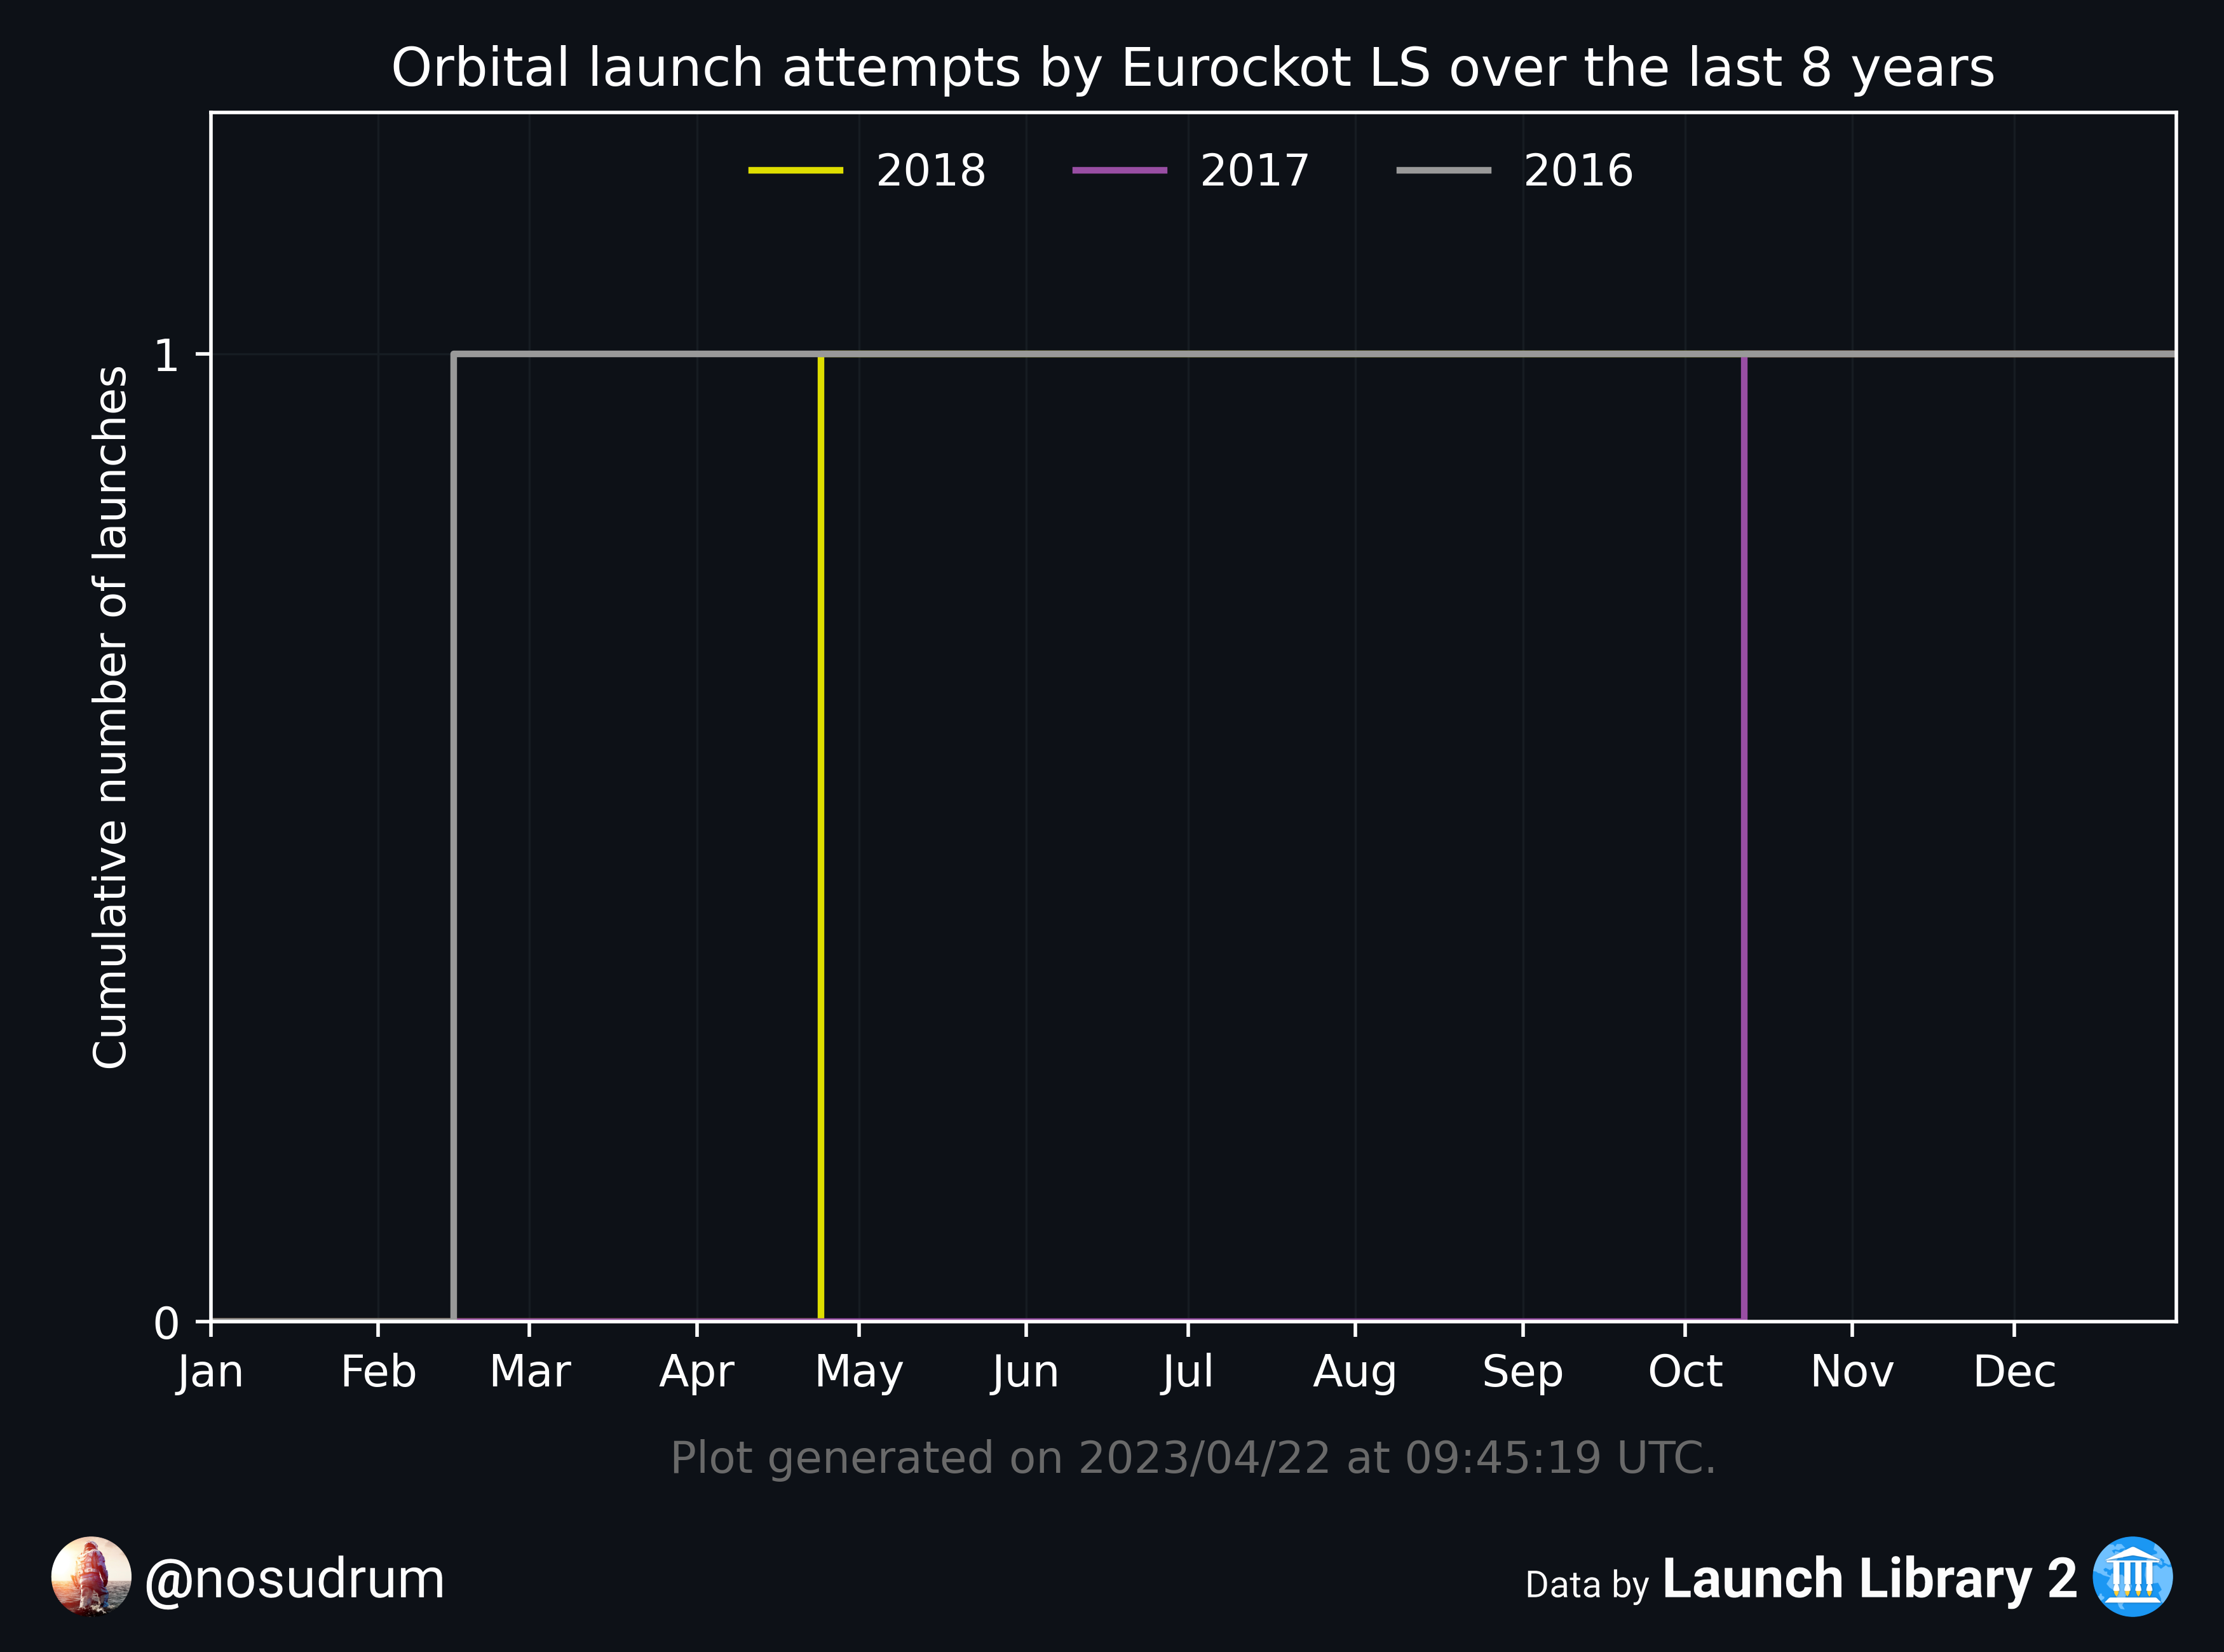 Orbital launch attempts by Eurockot LS over the last 8 years
2018 2017 2016
1
Cumulative number of launches
0
Jan Feb Mar Apr May Jun Jul Aug Sep Oct Nov Dec
Plot generated on 2023/04/22 at 09:45:19 UTC.
@nosudrum
Data by Launch Library 2